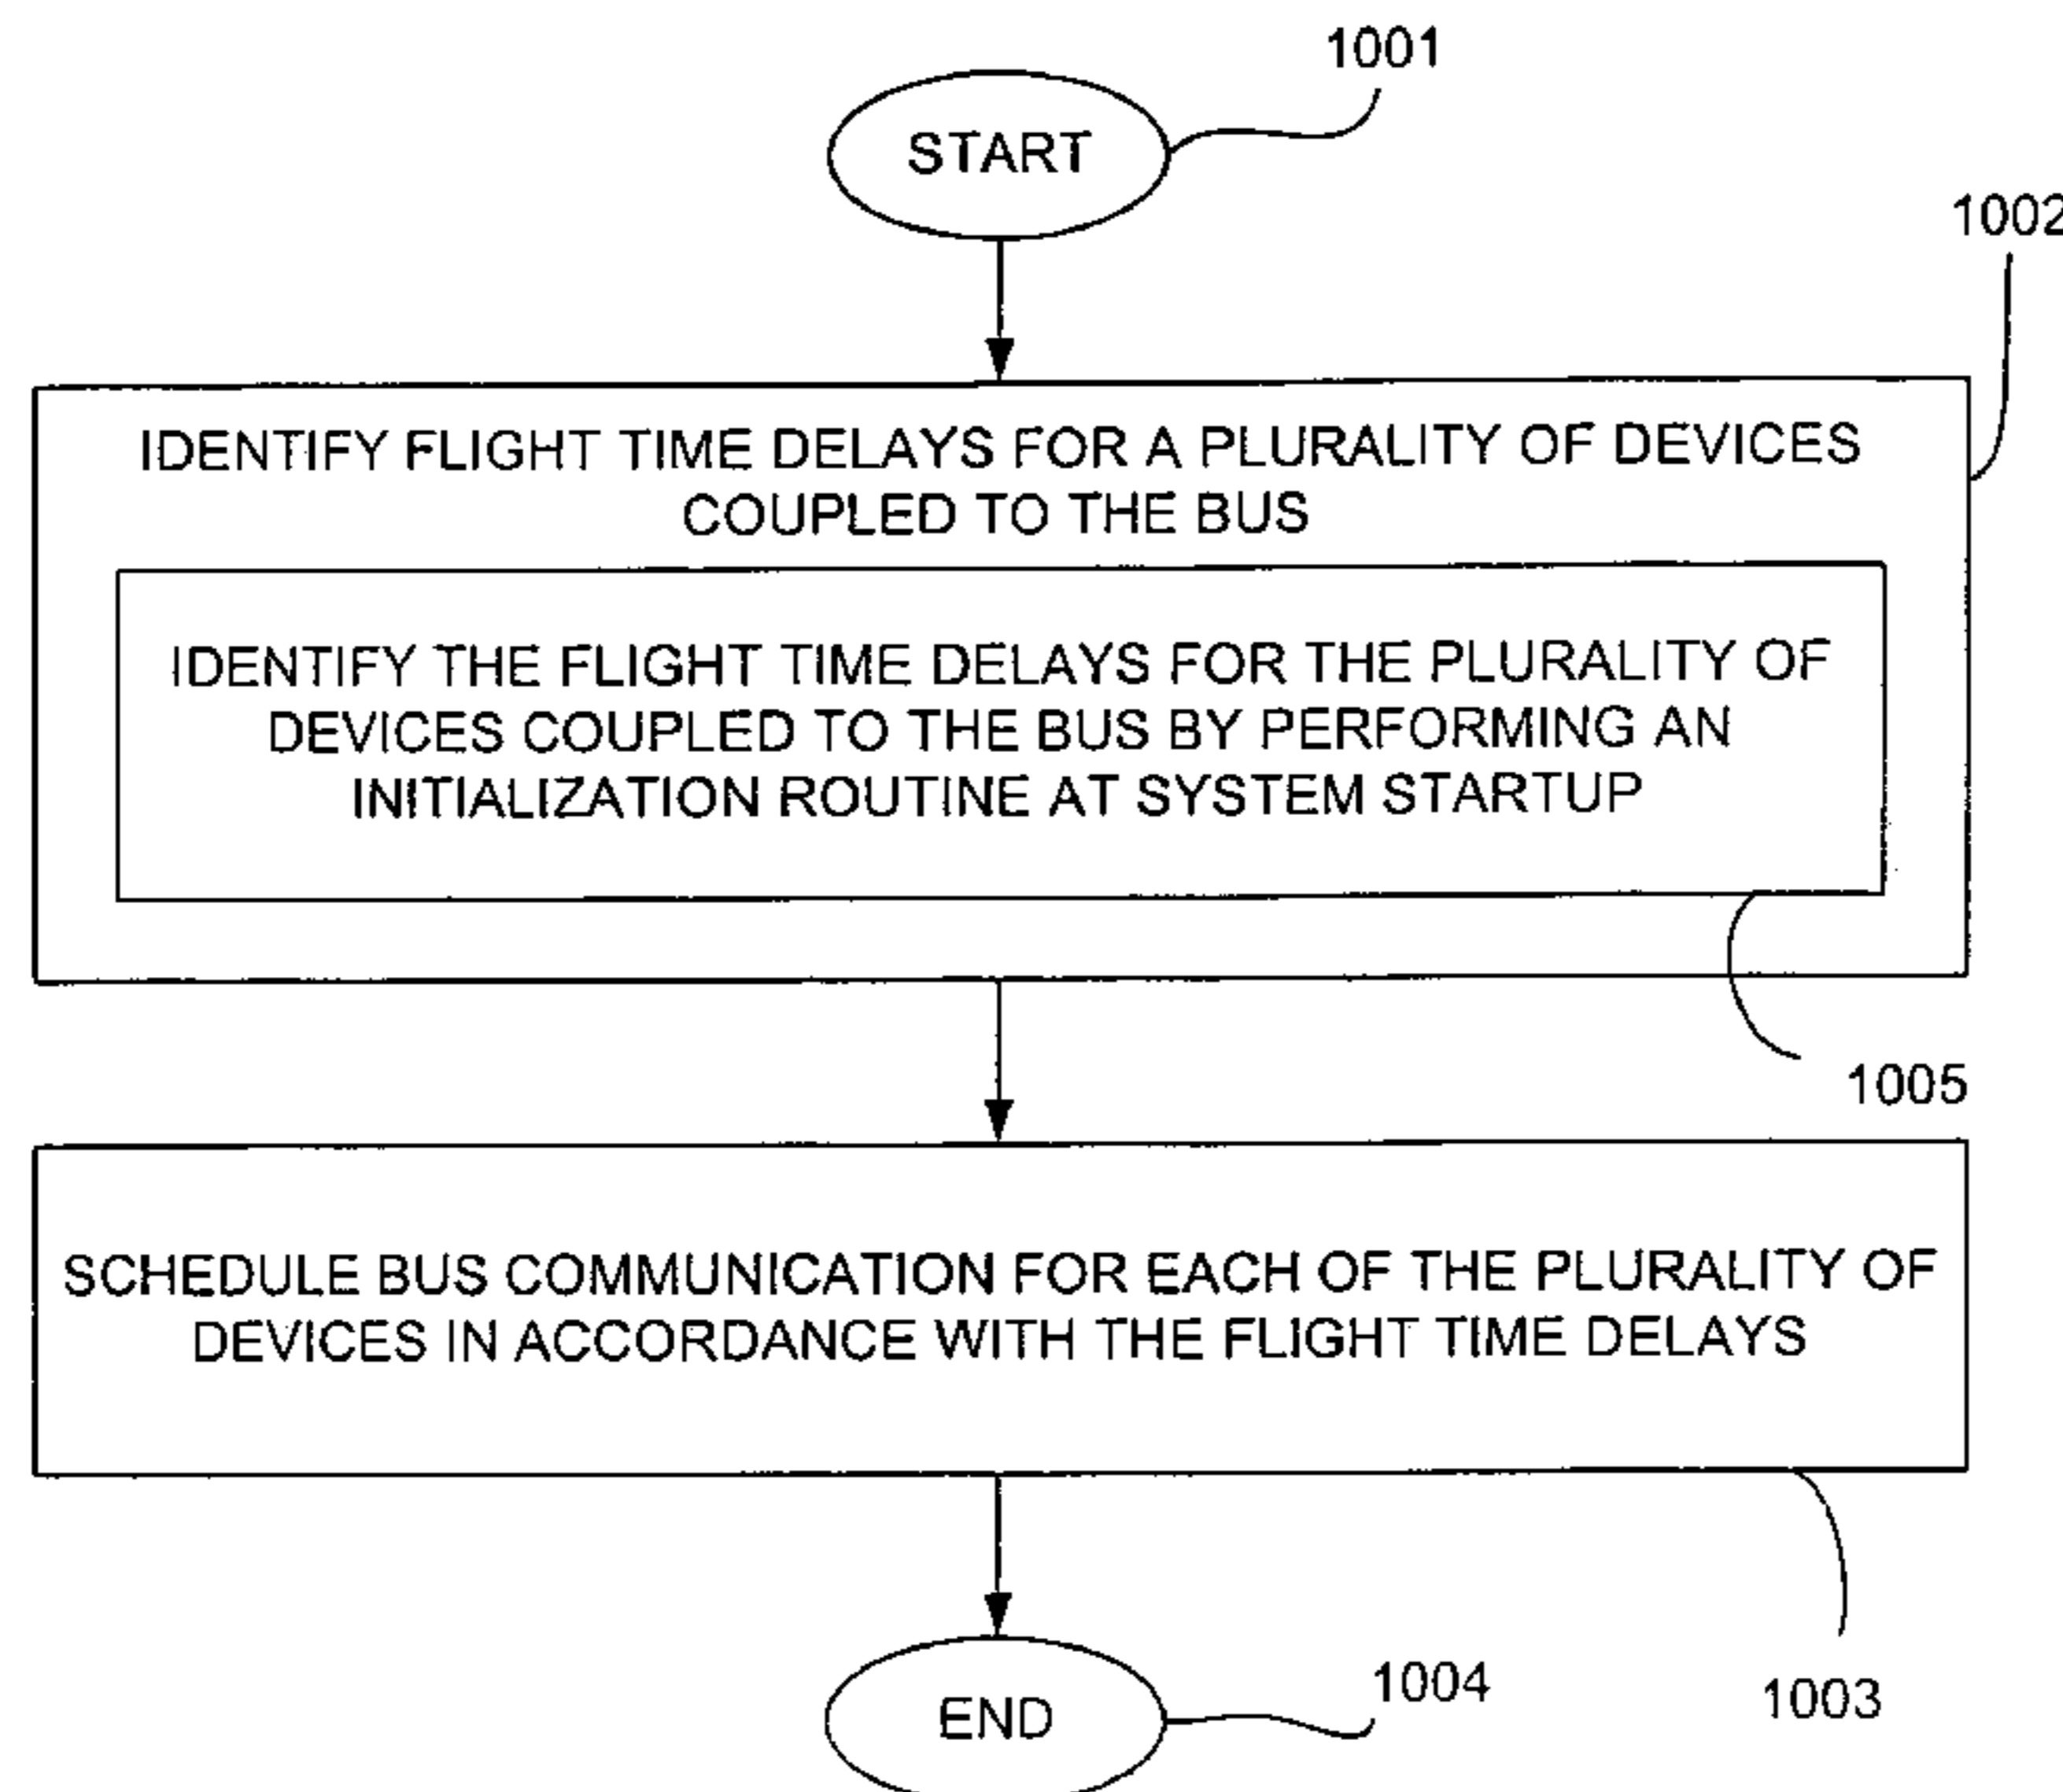 1001
START
1002
IDENTIFY FLIGHT TIME DELAYS FOR A PLURALITY OF DEVICES
COUPLED TO THE BUS
IDENTIFY THE FLIGHT TIME DELAYS FOR THE PLURALITY OF
DEVICES COUPLED TO THE BUS BY PERFORMING AN
INITIALIZATION ROUTINE AT SYSTEM STARTUP
1005
SCHEDULE BUS COMMUNICATION FOR EACH OF THE PLURALITY OF
DEVICES IN ACCORDANCE WITH THE FLIGHT TIME DELAYS
1004
1003
END